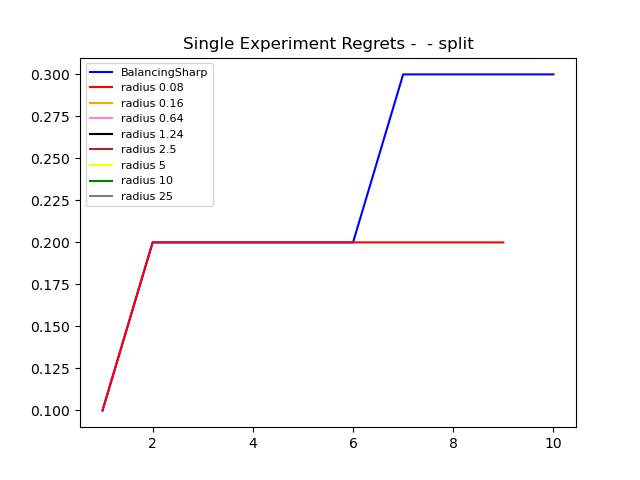 Single Experiment Regrets -  - split
0.300
0.275
0.250
0.225
0.200
0.175
0.150
0.125
0.100
BalancingSharp
radius 0.08
radius 0.16
radius 0.64
radius 1.24
radius 2.5
radius 5
radius 10
radius 25
2
4
6
8
10